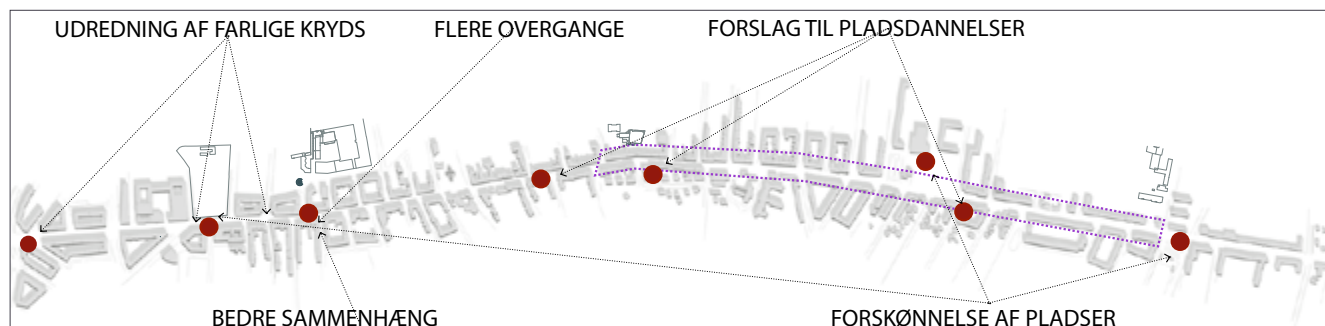 UDREDNING AF FARLIGE KRYDS
FLERE OVERGANGE
FORSLAG TIL PLADSDANNELSER
BEDRE SAMMENHÆNG
FORSKØNNELSE AF PLADSER